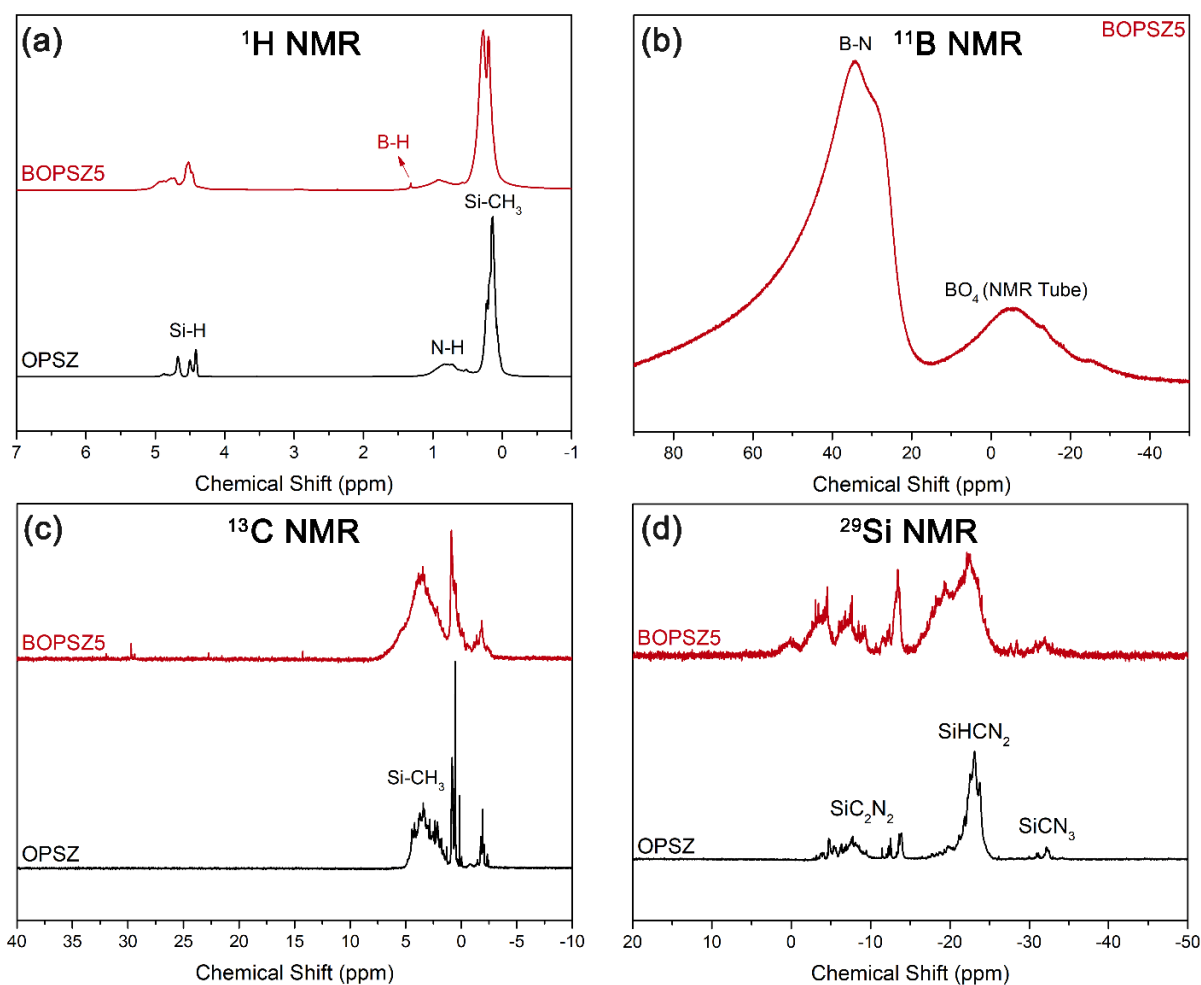 (a)
¹H NMR
BOPSZ5
B-H
Si-CH₃
Si-H
N-H
OPSZ
7 6 5 4 3 2 1 0 -1
Chemical Shift (ppm)
(b)
¹¹B NMR
BOPSZ5
B-N
BO₄ (NMR Tube)
80 60 40 20 0 -20 -40
Chemical Shift (ppm)
(c)
¹³C NMR
BOPSZ5
Si-CH₃
OPSZ
40 35 30 25 20 15 10 5 0 -5 -10
Chemical Shift (ppm)
(d)
²⁹Si NMR
BOPSZ5
SiHCN₂
SiC₂N₂
SiCN₃
OPSZ
20 10 0 -10 -20 -30 -40 -50
Chemical Shift (ppm)